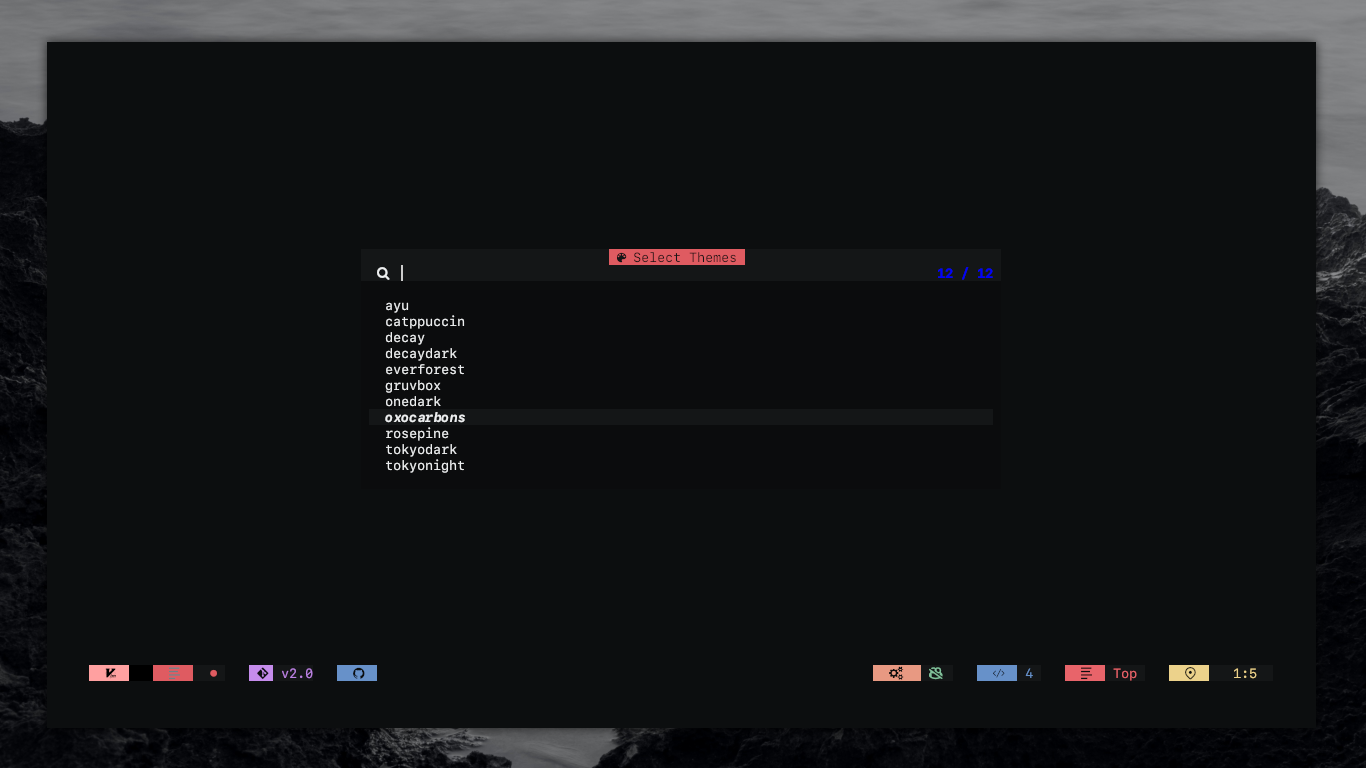 Select Themes
12 / 12
ayu
catppuccin
decay
decaydark
everforest
gruvbox
onedark
oxocarbons
rosepine
tokyodark
tokyonight
v2.0
4
Top
1:5